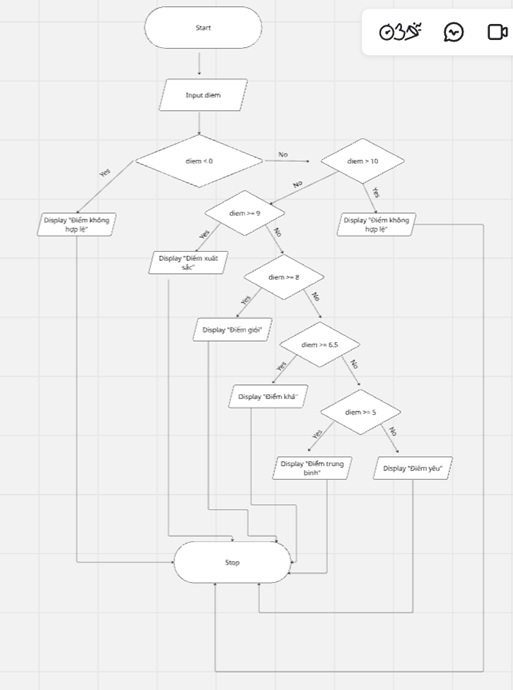 Start
Input diem
diem < 0
No
diem > 10
Yes
No
Yes
Display "Điểm không
hợp lệ"
diem >= 9
Display "Điểm không
hợp lệ"
Yes
No
Display "Điểm xuất
sắc"
diem >= 8
Yes
No
Display "Điểm giỏi"
diem >= 6.5
Yes
No
Display "Điểm khá"
diem >= 5
Yes
No
Display "Điểm trung
bình"
Display "Điểm yếu"
Stop